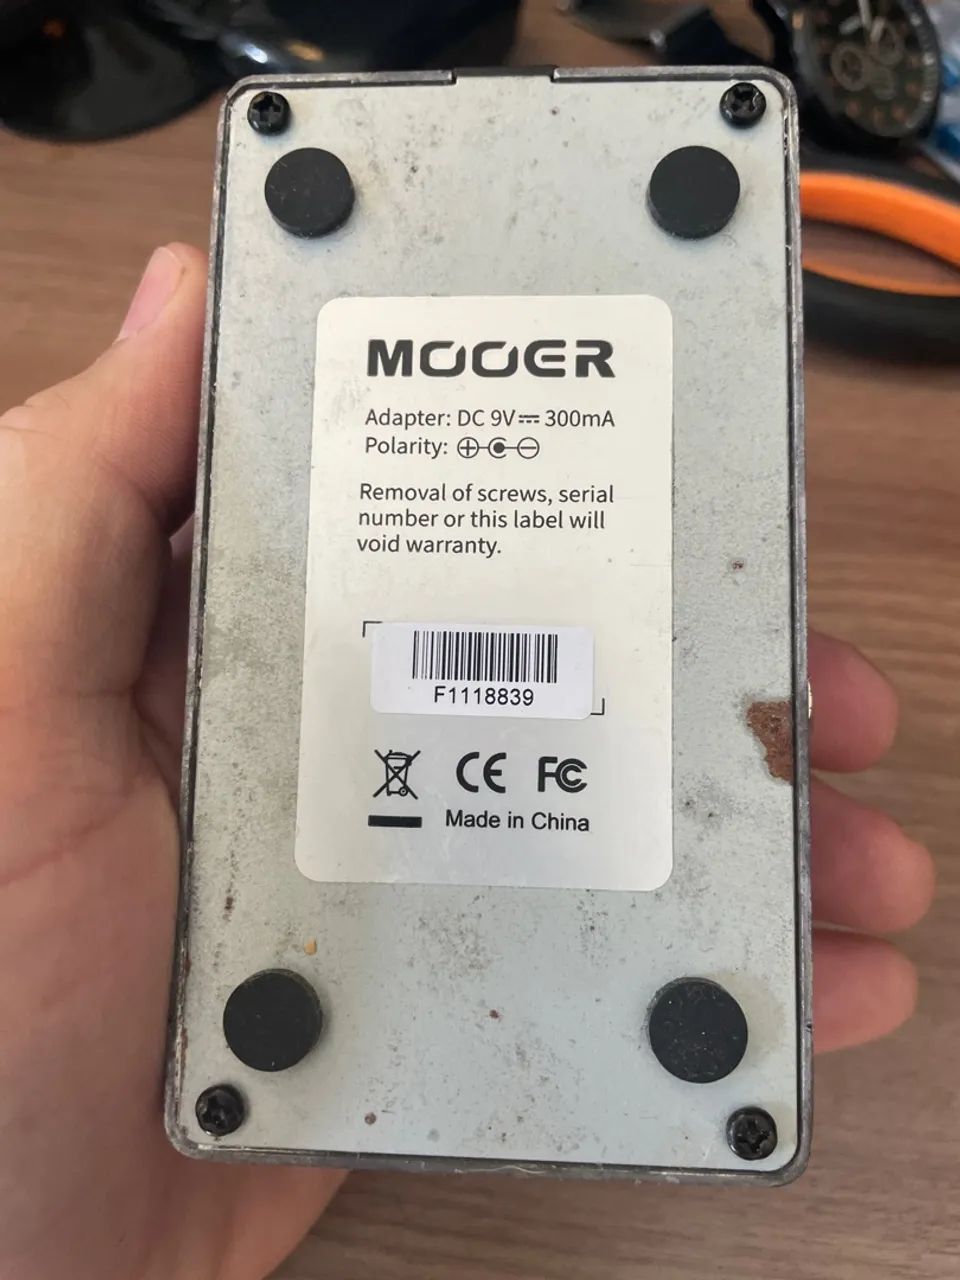 MOOER
Adapter: DC 9V⎓300mA
Polarity: + −
Removal of screws, serial
number or this label will
void warranty.
F1118839
CE FC
Made in China